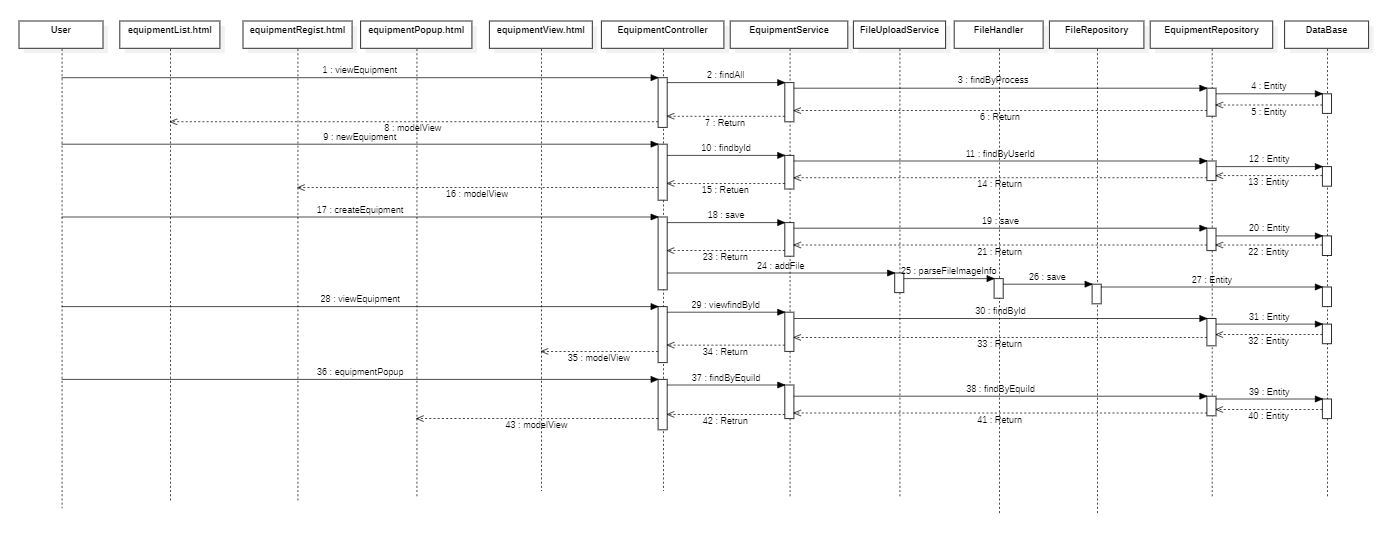 User
equipmentList.html
equipmentRegist.html
equipmentPopup.html
equipmentView.html
EquipmentController
EquipmentService
FileUploadService
FileHandler
FileRepository
EquipmentRepository
DataBase
1 : viewEquipment
2 : findAll
3 : findByProcess
4 : Entity
5 : Entity
6 : Return
7 : Return
8 : modelView
9 : newEquipment
10 : findbyId
11 : findByUserId
12 : Entity
13 : Entity
14 : Return
15 : Retuen
16 : modelView
17 : createEquipment
18 : save
19 : save
20 : Entity
21 : Return
22 : Entity
23 : Return
24 : addFile
25 : parseFileImageInfo
26 : save
27 : Entity
28 : viewEquipment
29 : viewfindById
30 : findById
31 : Entity
32 : Entity
33 : Return
34 : Return
35 : modelView
36 : equipmentPopup
37 : findByEquiId
38 : findByEquiId
39 : Entity
40 : Entity
41 : Return
42 : Retrun
43 : modelView